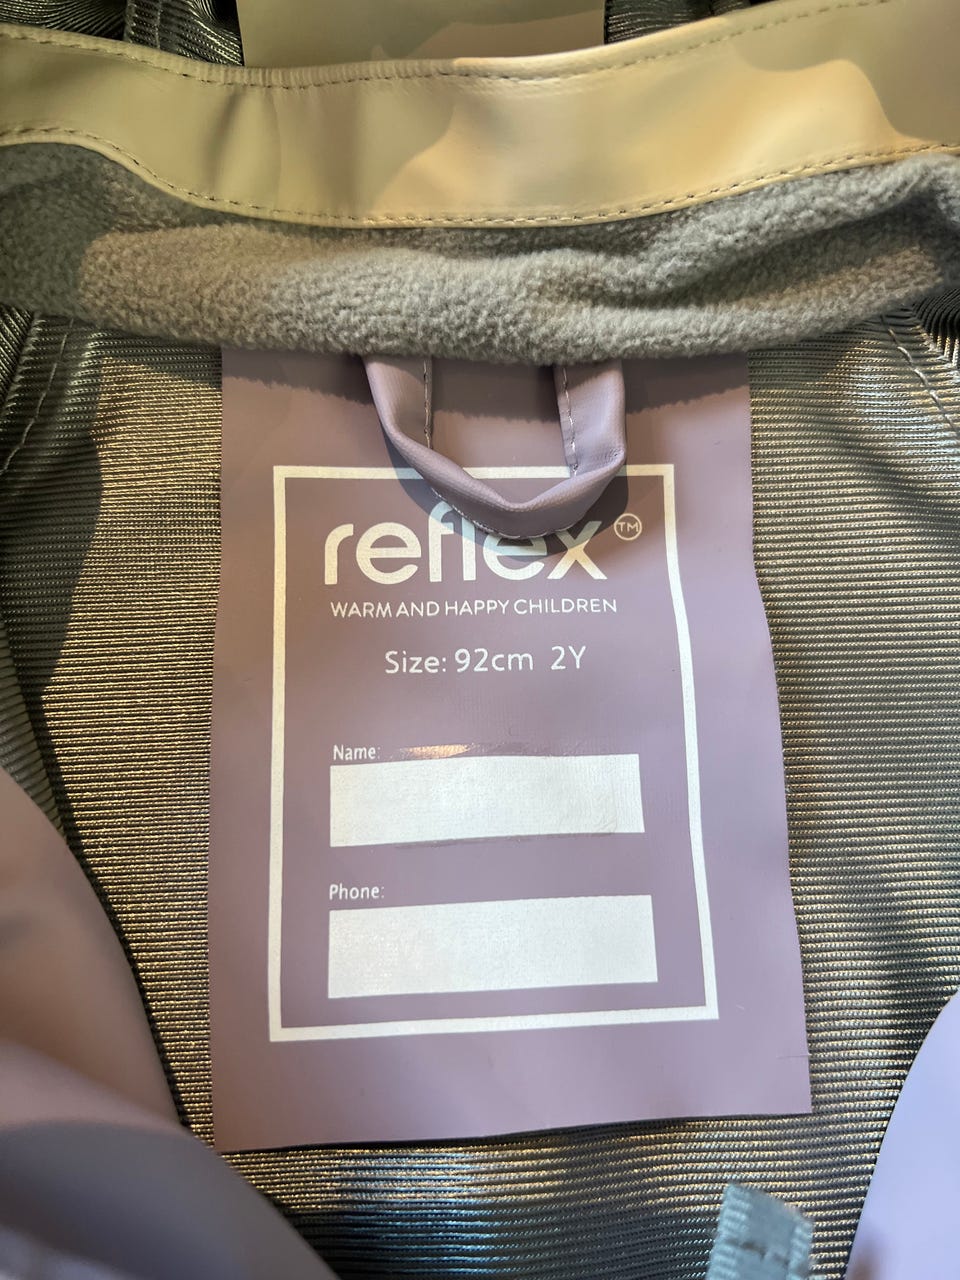 reflex™
WARM AND HAPPY CHILDREN
Size: 92cm 2Y
Name:
Phone: